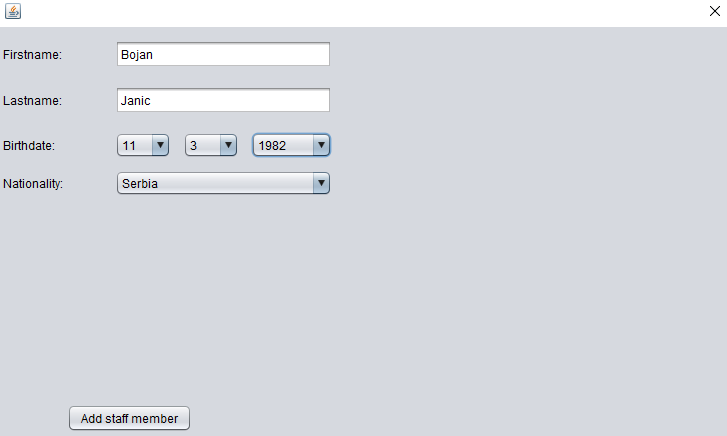 Firstname: Bojan
Lastname: Janic
Birthdate: 11 3 1982
Nationality: Serbia
Add staff member